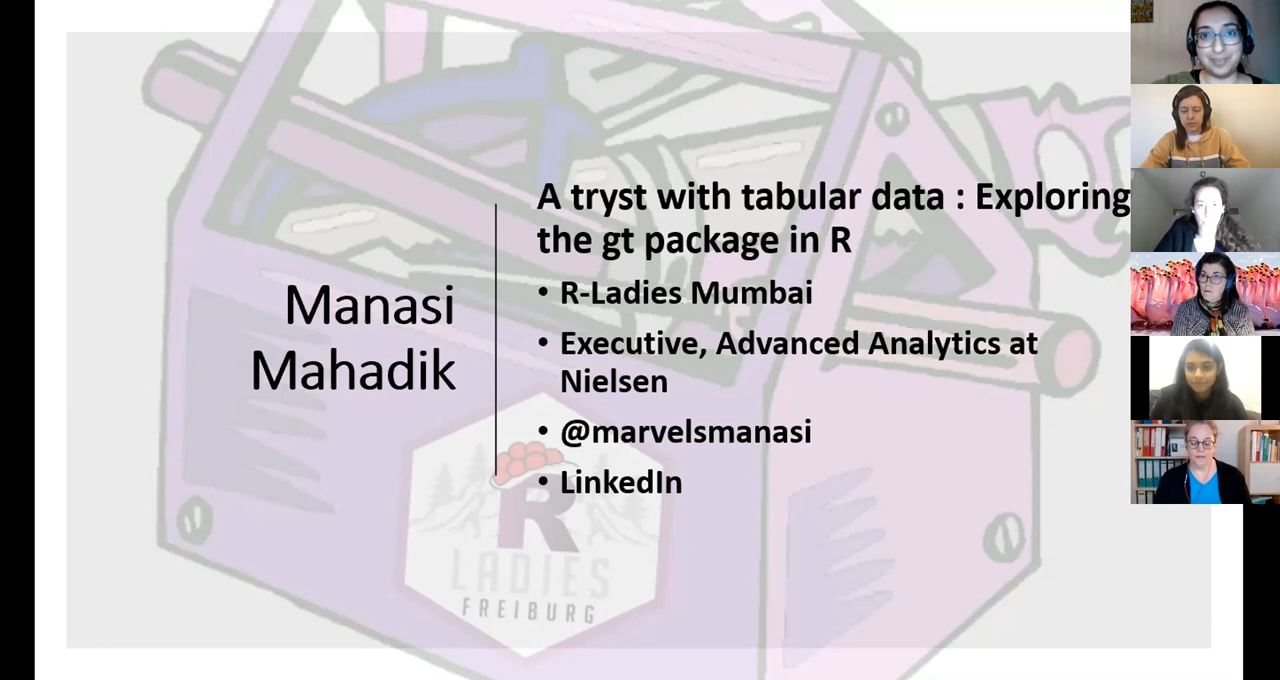 Manasi
Mahadik
A tryst with tabular data : Exploring
the gt package in R
• R-Ladies Mumbai
• Executive, Advanced Analytics at
Nielsen
• @marvelsmanasi
• LinkedIn
R
LADIES
FREIBURG